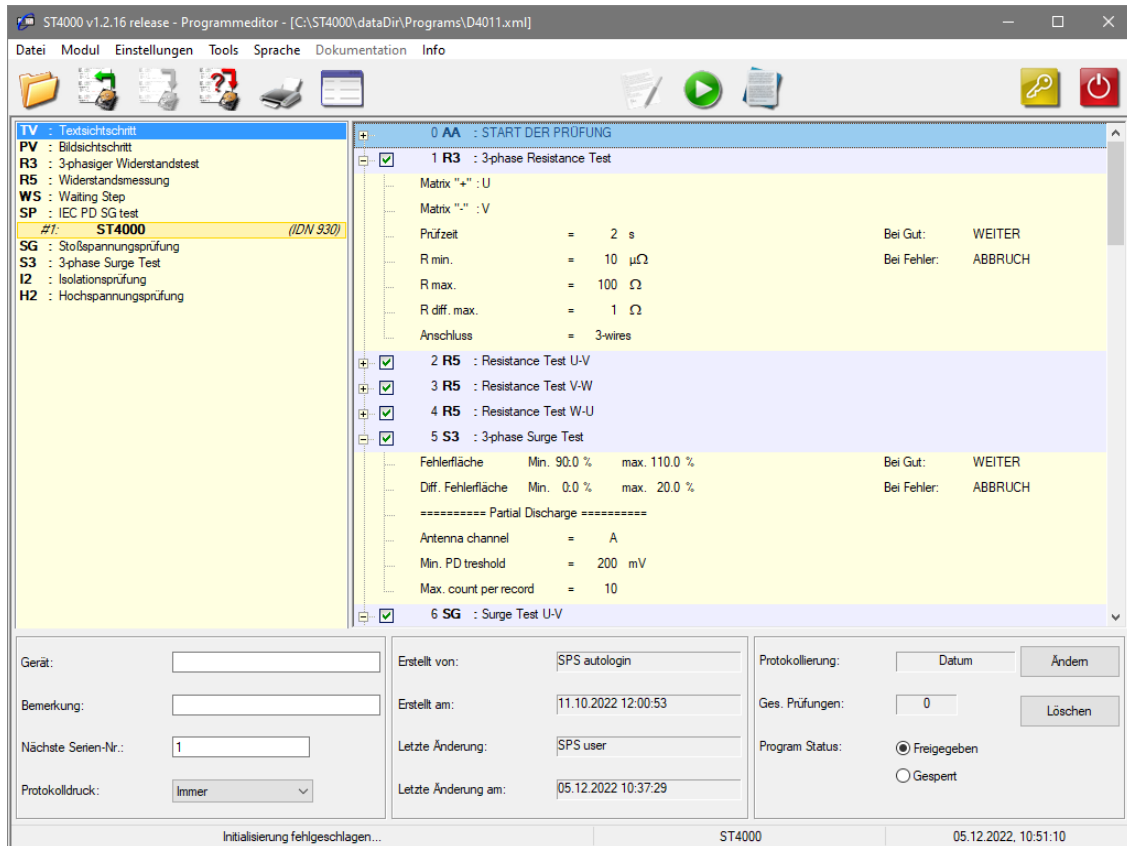 ST4000 v1.2.16 release - Programmeditor - [C:\ST4000\dataDir\Programs\D4011.xml]
Datei Modul Einstellungen Tools Sprache Dokumentation Info
TV : Textsichtschritt
PV : Bildsichtschritt
R3 : 3-phasiger Widerstandstest
R5 : Widerstandsmessung
WS : Waiting Step
SP : IEC PD SG test
#1: ST4000 (IDN 930)
SG : Stoßspannungsprüfung
S3 : 3-phase Surge Test
I2 : Isolationsprüfung
H2 : Hochspannungsprüfung
0 AA : START DER PRÜFUNG
1 R3 : 3-phase Resistance Test
Matrix "+" : U
Matrix "-" : V
Prüfzeit = 2 s Bei Gut: WEITER
R min. = 10 µΩ Bei Fehler: ABBRUCH
R max. = 100 Ω
R diff. max. = 1 Ω
Anschluss = 3-wires
2 R5 : Resistance Test U-V
3 R5 : Resistance Test V-W
4 R5 : Resistance Test W-U
5 S3 : 3-phase Surge Test
Fehlerfläche Min. 90.0 % max. 110.0 % Bei Gut: WEITER
Diff. Fehlerfläche Min. 0.0 % max. 20.0 % Bei Fehler: ABBRUCH
========== Partial Discharge ==========
Antenna channel = A
Min. PD treshold = 200 mV
Max. count per record = 10
6 SG : Surge Test U-V
Gerät:
Bemerkung:
Nächste Serien-Nr.: 1
Protokolldruck: Immer
Erstellt von: SPS autologin
Erstellt am: 11.10.2022 12:00:53
Letzte Änderung: SPS user
Letzte Änderung am: 05.12.2022 10:37:29
Protokollierung: Datum Ändern
Ges. Prüfungen: 0 Löschen
Program Status: Freigegeben
Gesperrt
Initialisierung fehlgeschlagen... ST4000 05.12.2022, 10:51:10